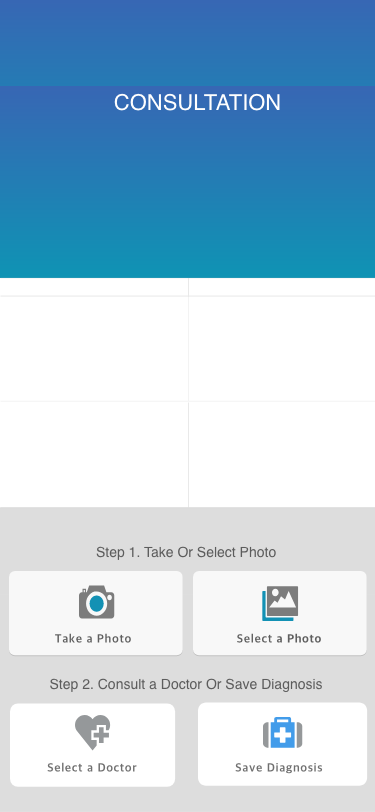 CONSULTATION
Step 1. Take Or Select Photo
Take a Photo
Select a Photo
Step 2. Consult a Doctor Or Save Diagnosis
Select a Doctor
Save Diagnosis